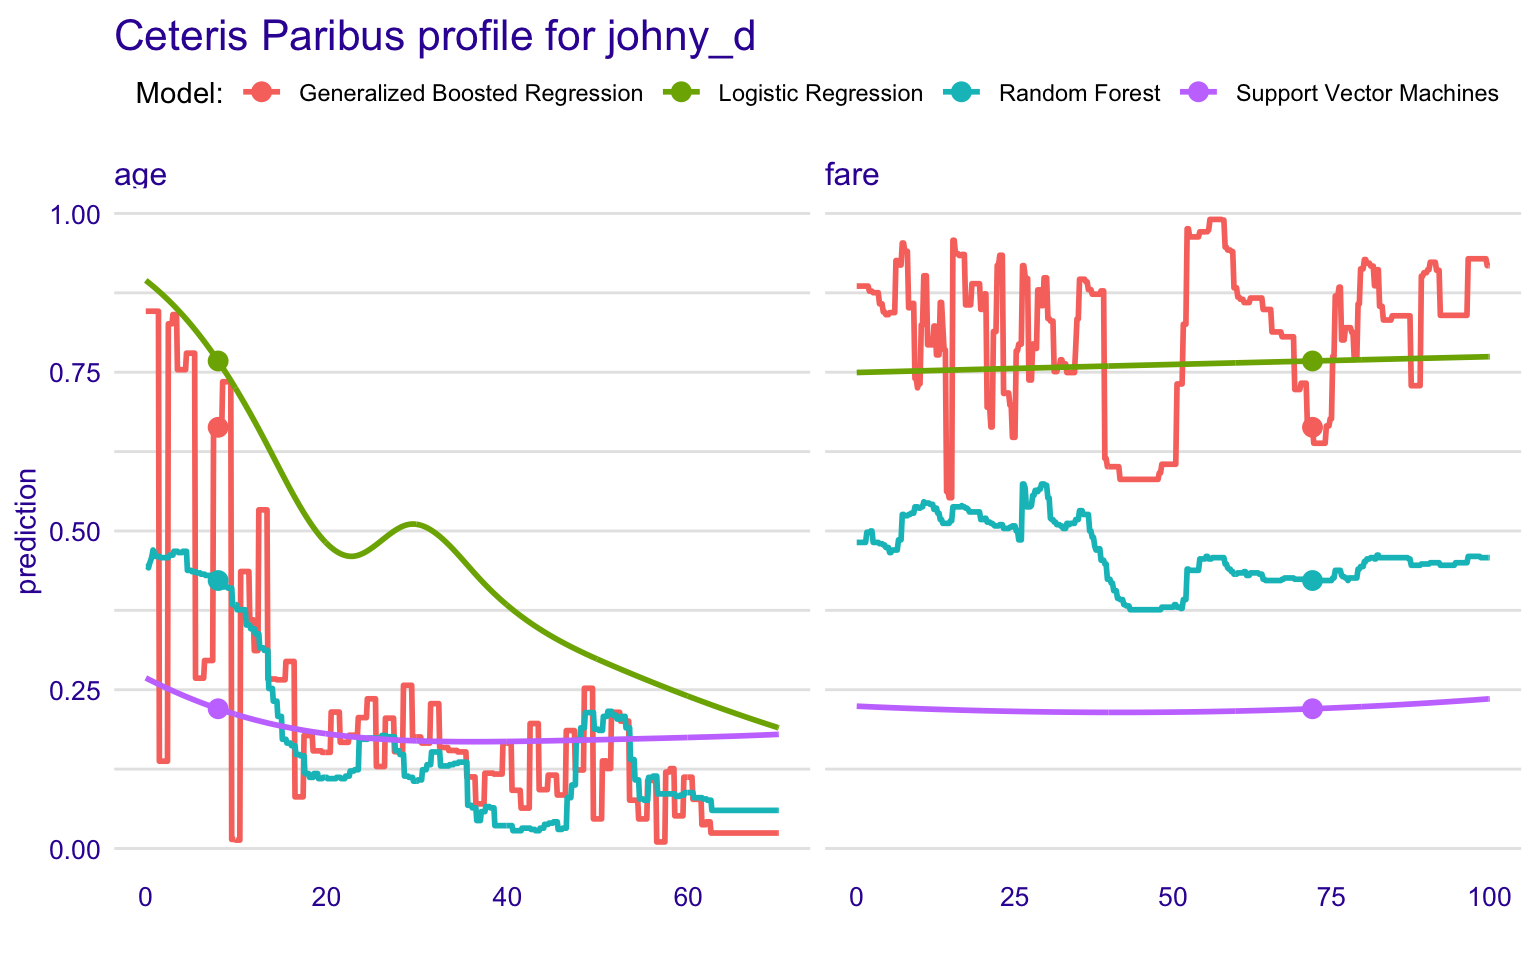 Ceteris Paribus profile for johny_d
Model: Generalized Boosted Regression Logistic Regression Random Forest Support Vector Machines
age fare
1.00
0.75
0.50
0.25
0.00
prediction
0 20 40 60 0 25 50 75 100